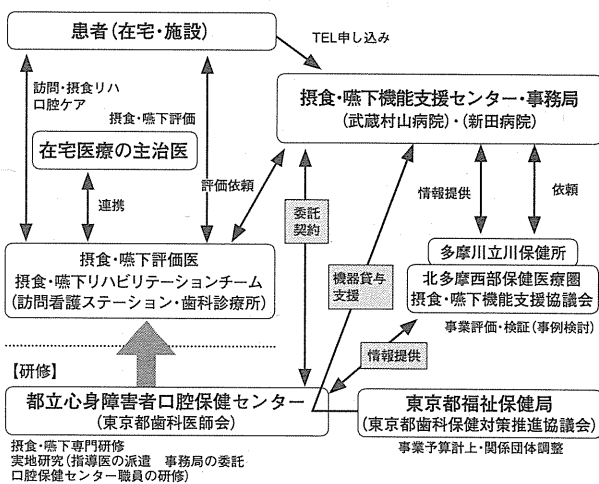 患者（在宅・施設）
TEL申し込み
訪問・摂食リハ
口腔ケア
摂食・嚥下評価
摂食・嚥下機能支援センター・事務局
（武蔵村山病院）・（新田病院）
在宅医療の主治医
連携
評価依頼
委託
契約
情報提供
依頼
摂食・嚥下評価医
摂食・嚥下リハビリテーションチーム
（訪問看護ステーション・歯科診療所）
機器貸与
支援
多摩川立川保健所
北多摩西部保健医療圏
摂食・嚥下機能支援協議会
事業評価・検証（事例検討）
情報提供
【研修】
都立心身障害者口腔保健センター
（東京都歯科医師会）
東京都福祉保健局
（東京都歯科保健対策推進協議会）
摂食・嚥下専門研修
実地研究（指導医の派遣　事務局の委託
口腔保健センター職員の研修）
事業予算計上・関係団体調整